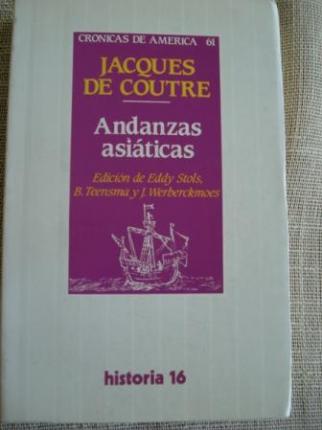 CRONICAS DE AMERICA 61
JACQUES
DE COUTRE
Andanzas
asiáticas
Edición de Eddy Stols,
B. Teensma y J. Werberckmoes
historia 16